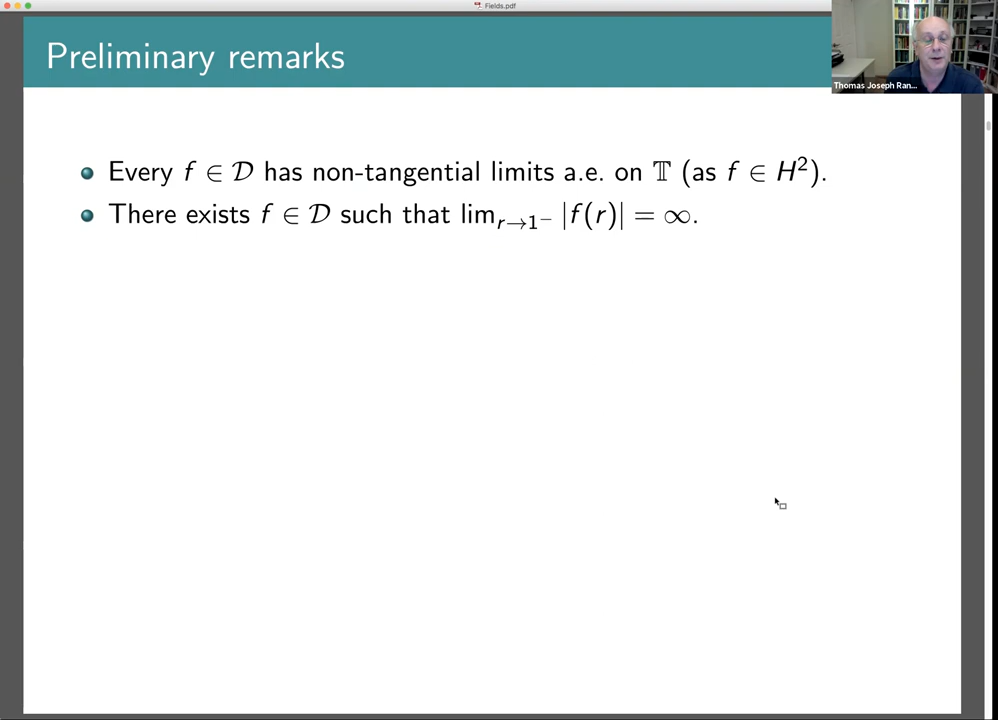 Fields.pdf
Preliminary remarks
Thomas Joseph Ran...
Every f ∈ 𝒟 has non-tangential limits a.e. on 𝕋 (as f ∈ H²).
There exists f ∈ 𝒟 such that lim_{r→1⁻} |f(r)| = ∞.